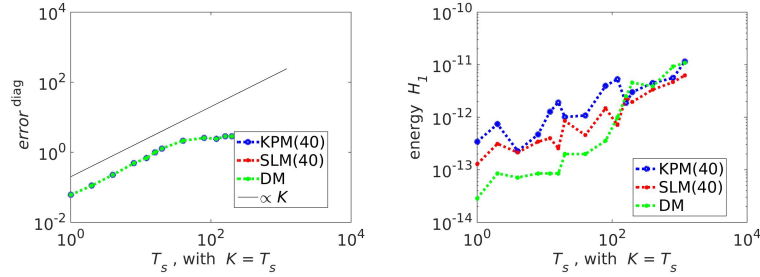 10^4
10^2
10^0
10^-2
error diag
KPM(40)
SLM(40)
DM
∝ K
10^0
10^2
10^4
T_s , with K = T_s
10^-10
10^-11
10^-12
10^-13
10^-14
energy H_1
KPM(40)
SLM(40)
DM
10^0
10^2
10^4
T_s , with K = T_s